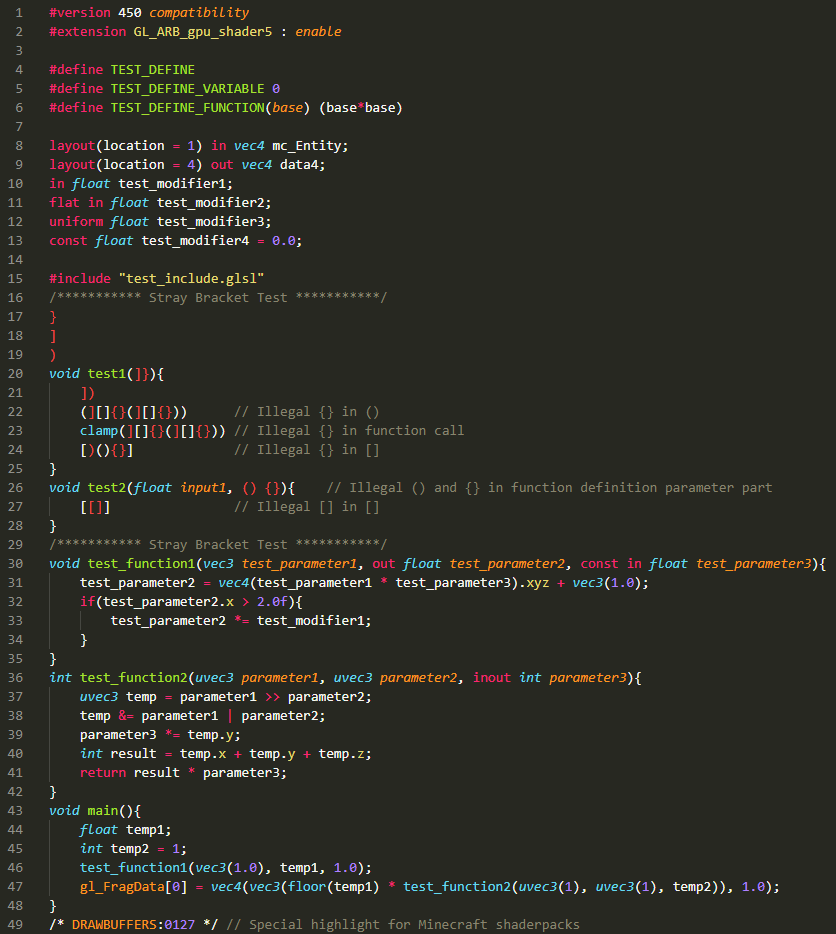 1 #version 450 compatibility
2 #extension GL_ARB_gpu_shader5 : enable
3
4 #define TEST_DEFINE
5 #define TEST_DEFINE_VARIABLE 0
6 #define TEST_DEFINE_FUNCTION(base) (base*base)
7
8 layout(location = 1) in vec4 mc_Entity;
9 layout(location = 4) out vec4 data4;
10 in float test_modifier1;
11 flat in float test_modifier2;
12 uniform float test_modifier3;
13 const float test_modifier4 = 0.0;
14
15 #include "test_include.glsl"
16 /*********** Stray Bracket Test ***********/
17 }
18 ]
19 )
20 void test1(]}){
21     ])
22     (][]{}(][]{}))      // Illegal {} in ()
23     clamp(][]{}(][]{})) // Illegal {} in function call
24     [)(){}]             // Illegal {} in []
25 }
26 void test2(float input1, () {}){    // Illegal () and {} in function definition parameter part
27     [[]]                // Illegal [] in []
28 }
29 /*********** Stray Bracket Test ***********/
30 void test_function1(vec3 test_parameter1, out float test_parameter2, const in float test_parameter3){
31     test_parameter2 = vec4(test_parameter1 * test_parameter3).xyz + vec3(1.0);
32     if(test_parameter2.x > 2.0f){
33         test_parameter2 *= test_modifier1;
34     }
35 }
36 int test_function2(uvec3 parameter1, uvec3 parameter2, inout int parameter3){
37     uvec3 temp = parameter1 >> parameter2;
38     temp &= parameter1 | parameter2;
39     parameter3 *= temp.y;
40     int result = temp.x + temp.y + temp.z;
41     return result * parameter3;
42 }
43 void main(){
44     float temp1;
45     int temp2 = 1;
46     test_function1(vec3(1.0), temp1, 1.0);
47     gl_FragData[0] = vec4(vec3(floor(temp1) * test_function2(uvec3(1), uvec3(1), temp2)), 1.0);
48 }
49 /* DRAWBUFFERS:0127 */ // Special highlight for Minecraft shaderpacks